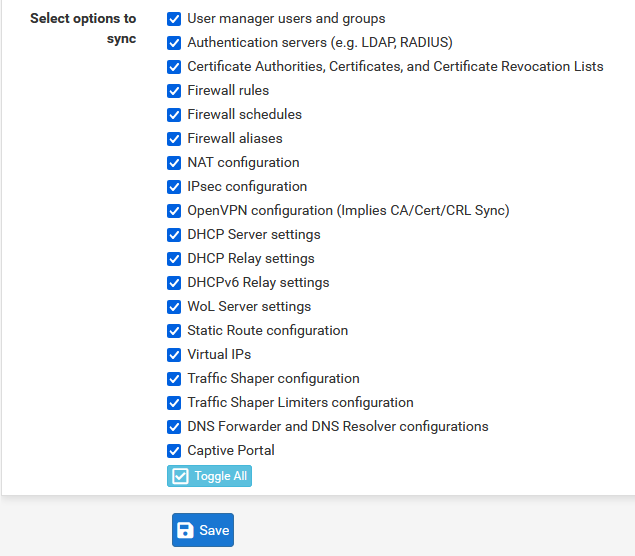 Select options to
sync
User manager users and groups
Authentication servers (e.g. LDAP, RADIUS)
Certificate Authorities, Certificates, and Certificate Revocation Lists
Firewall rules
Firewall schedules
Firewall aliases
NAT configuration
IPsec configuration
OpenVPN configuration (Implies CA/Cert/CRL Sync)
DHCP Server settings
DHCP Relay settings
DHCPv6 Relay settings
WoL Server settings
Static Route configuration
Virtual IPs
Traffic Shaper configuration
Traffic Shaper Limiters configuration
DNS Forwarder and DNS Resolver configurations
Captive Portal
Toggle All
Save